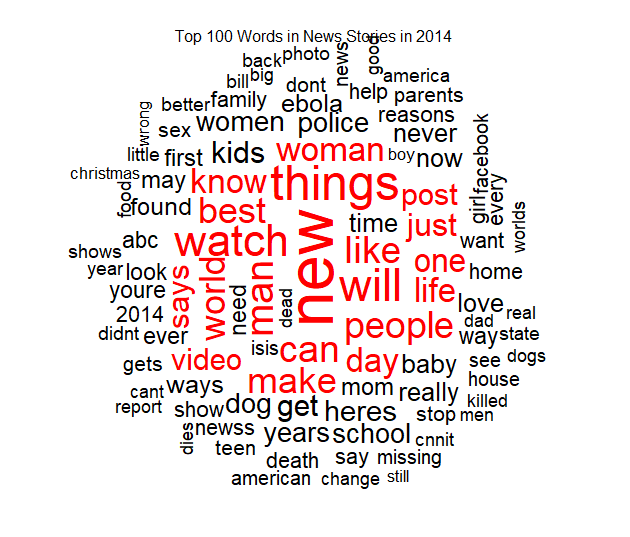 Top 100 Words in News Stories in 2014
back photo news good
bill big dont america
better family help parents
wrong sex women ebola police reasons never
little first kids woman boy now facebook
christmas may know things post girl every
food found best time just want worlds
abc watch new like one home
shows year look says world man will life love
youre need dead people dad real
2014 didnt ever isis can day way state
gets video baby see dogs
cant ways make mom really house
report show dog get heres stop men killed
dies newss years school cnnit
teen death say missing
american change still